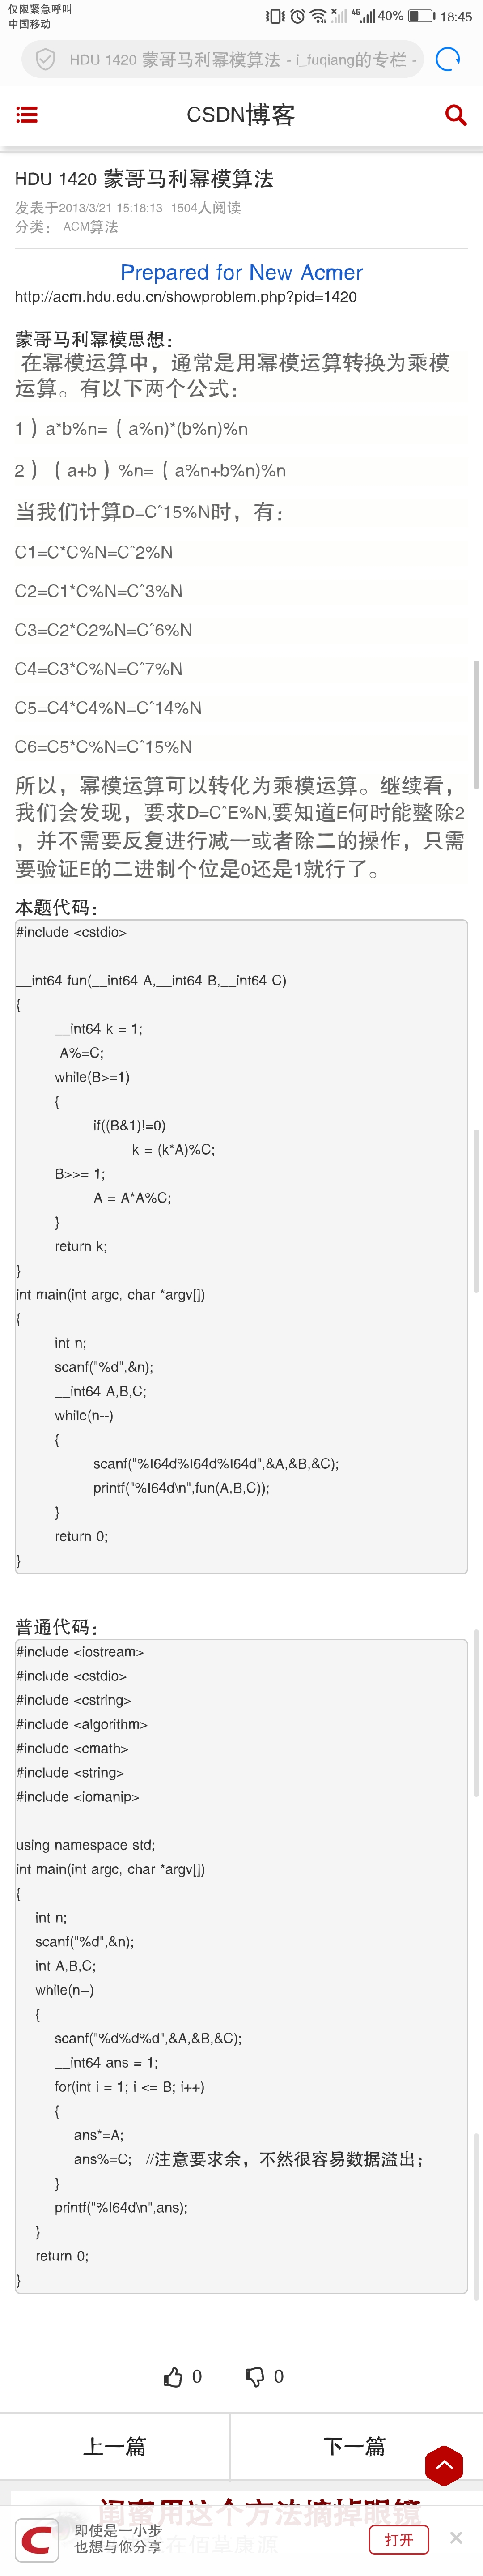 仅限紧急呼叫
中国移动
4G 40% 18:45
HDU 1420 蒙哥马利幂模算法 - i_fuqiang的专栏 -
CSDN博客
HDU 1420 蒙哥马利幂模算法
发表于2013/3/21 15:18:13 1504人阅读
分类： ACM算法
Prepared for New Acmer
http://acm.hdu.edu.cn/showproblem.php?pid=1420
蒙哥马利幂模思想：
在幂模运算中，通常是用幂模运算转换为乘模
运算。有以下两个公式：
1 ）a*b%n=（ a%n)*(b%n)%n
2 ）（a+b ）%n=（ a%n+b%n)%n
当我们计算D=C^15%N时，有：
C1=C*C%N=C^2%N
C2=C1*C%N=C^3%N
C3=C2*C2%N=C^6%N
C4=C3*C%N=C^7%N
C5=C4*C4%N=C^14%N
C6=C5*C%N=C^15%N
所以，幂模运算可以转化为乘模运算。继续看，
我们会发现，要求D=C^E%N,要知道E何时能整除2
，并不需要反复进行减一或者除二的操作，只需
要验证E的二进制个位是0还是1就行了。
本题代码：
#include <cstdio>
__int64 fun(__int64 A,__int64 B,__int64 C)
{
__int64 k = 1;
A%=C;
while(B>=1)
{
if((B&1)!=0)
k = (k*A)%C;
B>>= 1;
A = A*A%C;
}
return k;
}
int main(int argc, char *argv[])
{
int n;
scanf("%d",&n);
__int64 A,B,C;
while(n--)
{
scanf("%I64d%I64d%I64d",&A,&B,&C);
printf("%I64d\n",fun(A,B,C));
}
return 0;
}
普通代码：
#include <iostream>
#include <cstdio>
#include <cstring>
#include <algorithm>
#include <cmath>
#include <string>
#include <iomanip>
using namespace std;
int main(int argc, char *argv[])
{
int n;
scanf("%d",&n);
int A,B,C;
while(n--)
{
scanf("%d%d%d",&A,&B,&C);
__int64 ans = 1;
for(int i = 1; i <= B; i++)
{
ans*=A;
ans%=C; //注意要求余，不然很容易数据溢出；
}
printf("%I64d\n",ans);
}
return 0;
}
0 0
上一篇 下一篇
闺蜜用这个方法摘掉眼镜
C 即使是一小步
也想与你分享
在佰草康源
打开